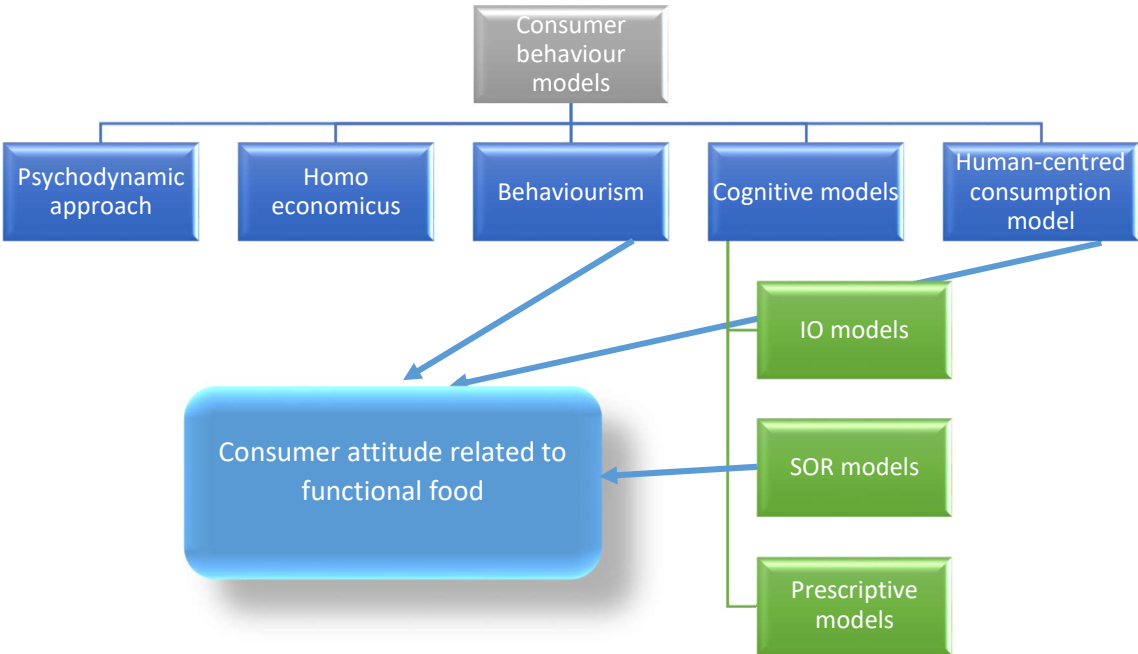 Consumer
behaviour
models
Psychodynamic
approach
Homo
economicus
Behaviourism
Cognitive models
Human-centred
consumption
model
IO models
Consumer attitude related to
functional food
SOR models
Prescriptive
models